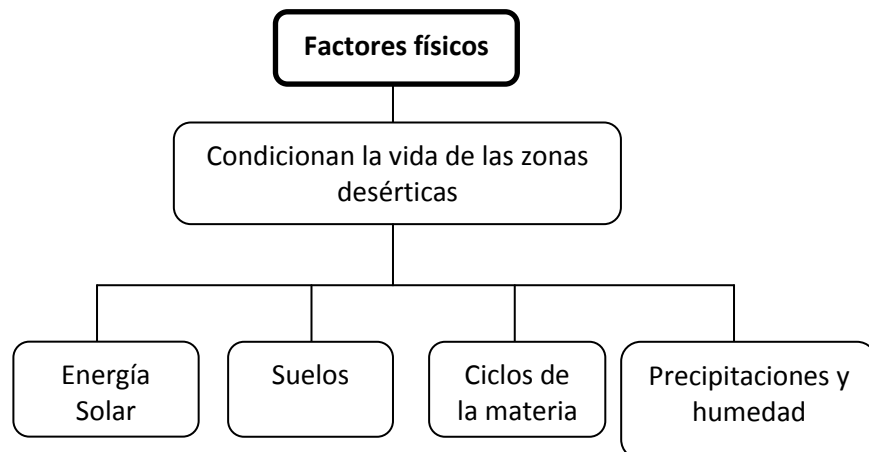 Factores físicos
Condicionan la vida de las zonas
desérticas
Energía
Solar
Suelos
Ciclos de
la materia
Precipitaciones y
humedad